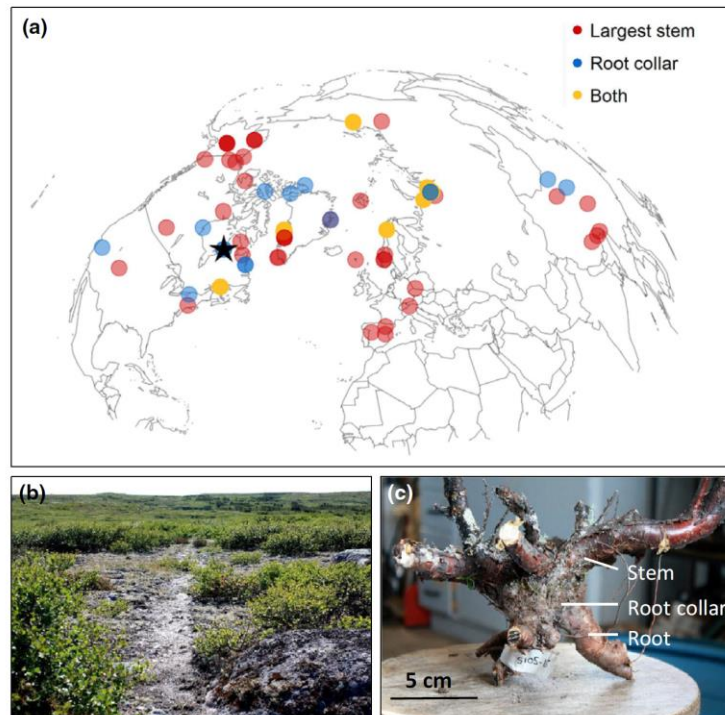 (a)
Largest stem
Root collar
Both
(b)
(c)
Stem
Root collar
Root
5 cm